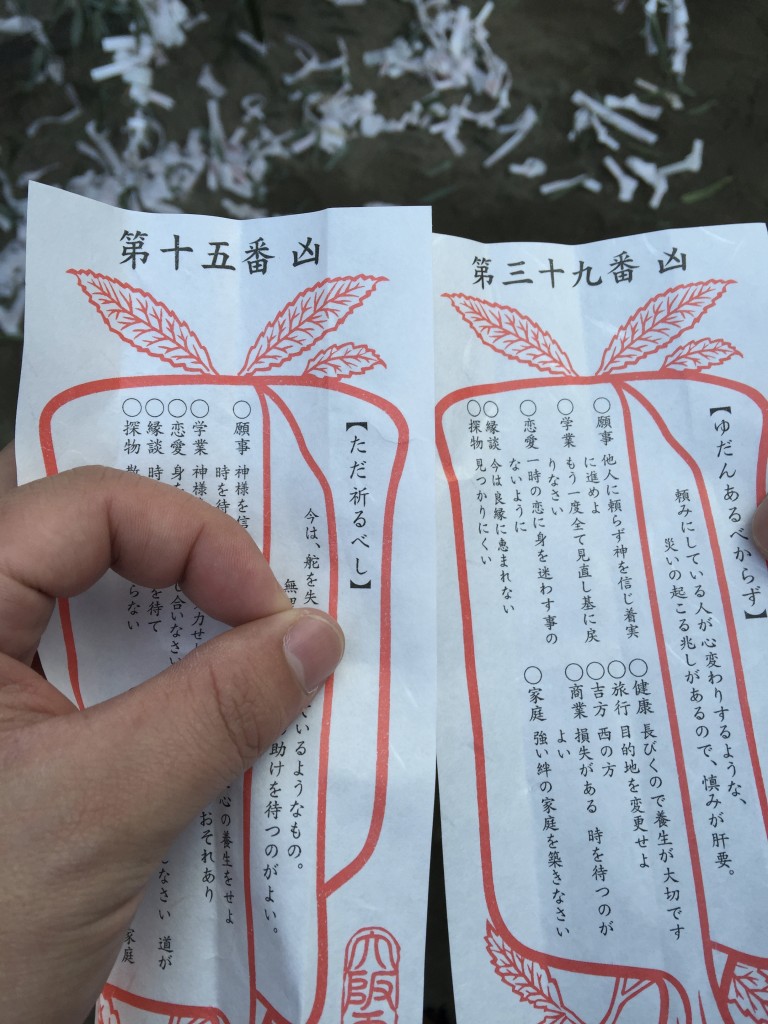 第十五番 凶
【ただ祈るべし】
今は、舵を失
いるようなもの。
助けを待つのがよい。
○願事 神様を信
時を待
○学業 神様
力せ
○恋愛 身
合いなさい
○縁談 時
を待て
○探物
らない
心の養生をせよ
おそれあり
しなさい 道が
家庭
大阪
第三十九番 凶
【ゆだんあるべからず】
頼みにしている人が心変わりするような、
災いの起こる兆しがあるので、慎みが肝要。
○願事 他人に頼らず神を信じ着実
に進めよ
○学業 もう一度全て見直し基に戻
りなさい
○恋愛 一時の恋に身を迷わす事の
ないように
○縁談 今は良縁に恵まれない
○探物 見つかりにくい
○健康 長びくので養生が大切です
○旅行 目的地を変更せよ
○吉方 西の方
○商業 損失がある 時を待つのが
よい
○家庭 強い絆の家庭を築きなさい